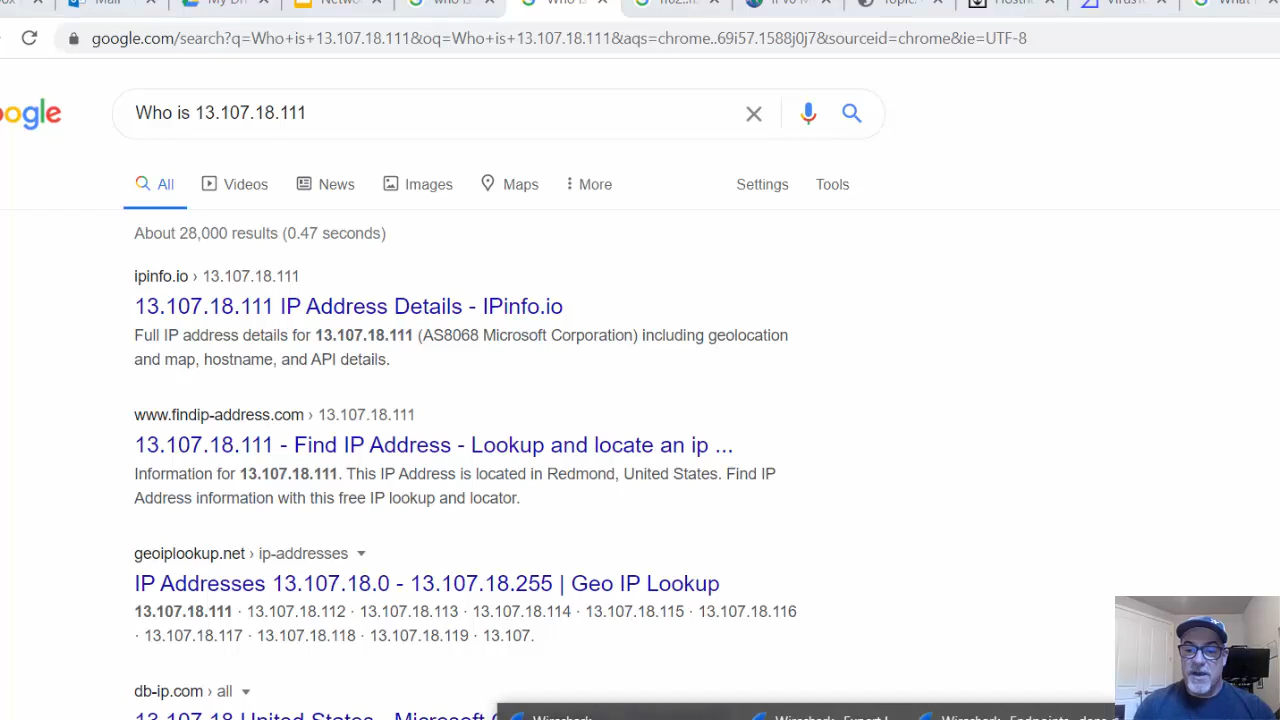 Mail
My Dr
Netwo
who is
Who is
IPv6 M
Topic:
Hostn
VirusT
What
google.com/search?q=Who+is+13.107.18.111&oq=Who+is+13.107.18.111&aqs=chrome..69i57.1588j0j7&sourceid=chrome&ie=UTF-8
oogle
Who is 13.107.18.111
All Videos News Images Maps More Settings Tools
About 28,000 results (0.47 seconds)
ipinfo.io › 13.107.18.111
13.107.18.111 IP Address Details - IPinfo.io
Full IP address details for 13.107.18.111 (AS8068 Microsoft Corporation) including geolocation
and map, hostname, and API details.
www.findip-address.com › 13.107.18.111
13.107.18.111 - Find IP Address - Lookup and locate an ip ...
Information for 13.107.18.111. This IP Address is located in Redmond, United States. Find IP
Address information with this free IP lookup and locator.
geoiplookup.net › ip-addresses
IP Addresses 13.107.18.0 - 13.107.18.255 | Geo IP Lookup
13.107.18.111 · 13.107.18.112 · 13.107.18.113 · 13.107.18.114 · 13.107.18.115 · 13.107.18.116
· 13.107.18.117 · 13.107.18.118 · 13.107.18.119 · 13.107.
db-ip.com › all
13.107.18 United States - Microsoft
Wireshark
Wireshark · Expert I
Wireshark · Endpoints · demo